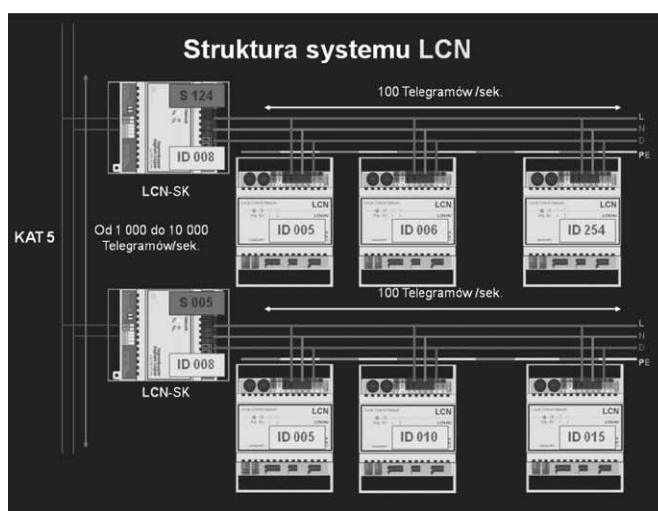 Struktura systemu LCN
S 124
100 Telegramów/sek.
L
N
D
PE
ID 008
LCN-SK
LCN
ID 005
LCN
ID 006
LCN
ID 254
KAT 5
Od 1 000 do 10 000
Telegramów/sek.
S 005
100 Telegramów/sek.
L
N
D
PE
ID 008
LCN-SK
LCN
ID 005
LCN
ID 010
LCN
ID 015